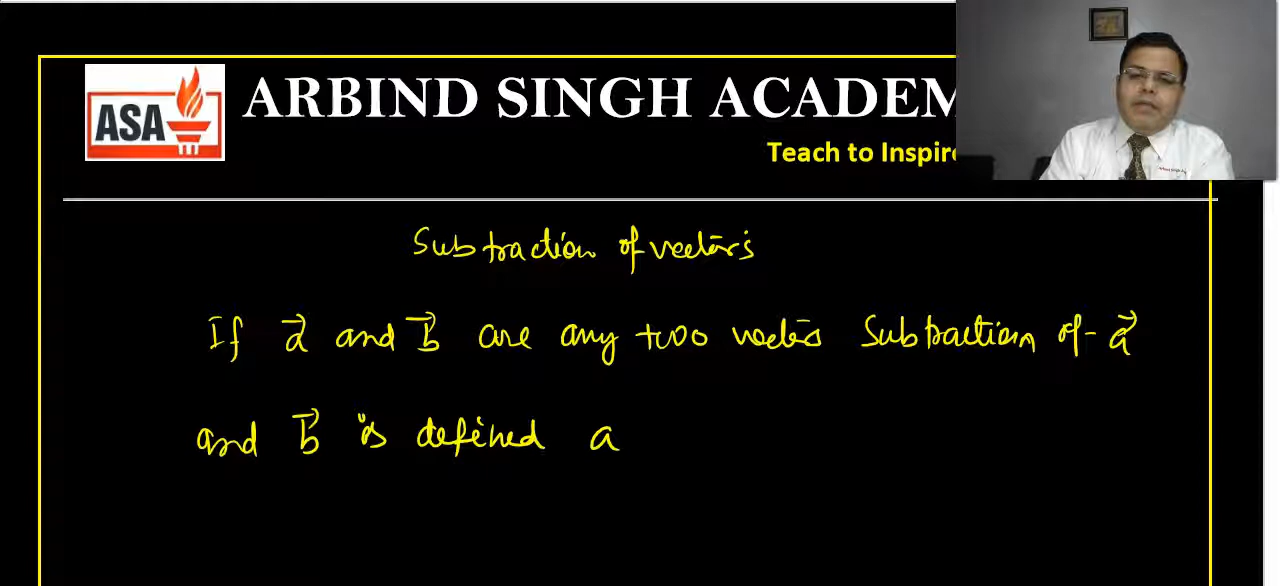 ASA
ARBIND SINGH ACADEM
Teach to Inspire
Subtraction of vectors
If a⃗ and b⃗ are any two vectors Subtraction of a⃗
and b⃗ is defined a